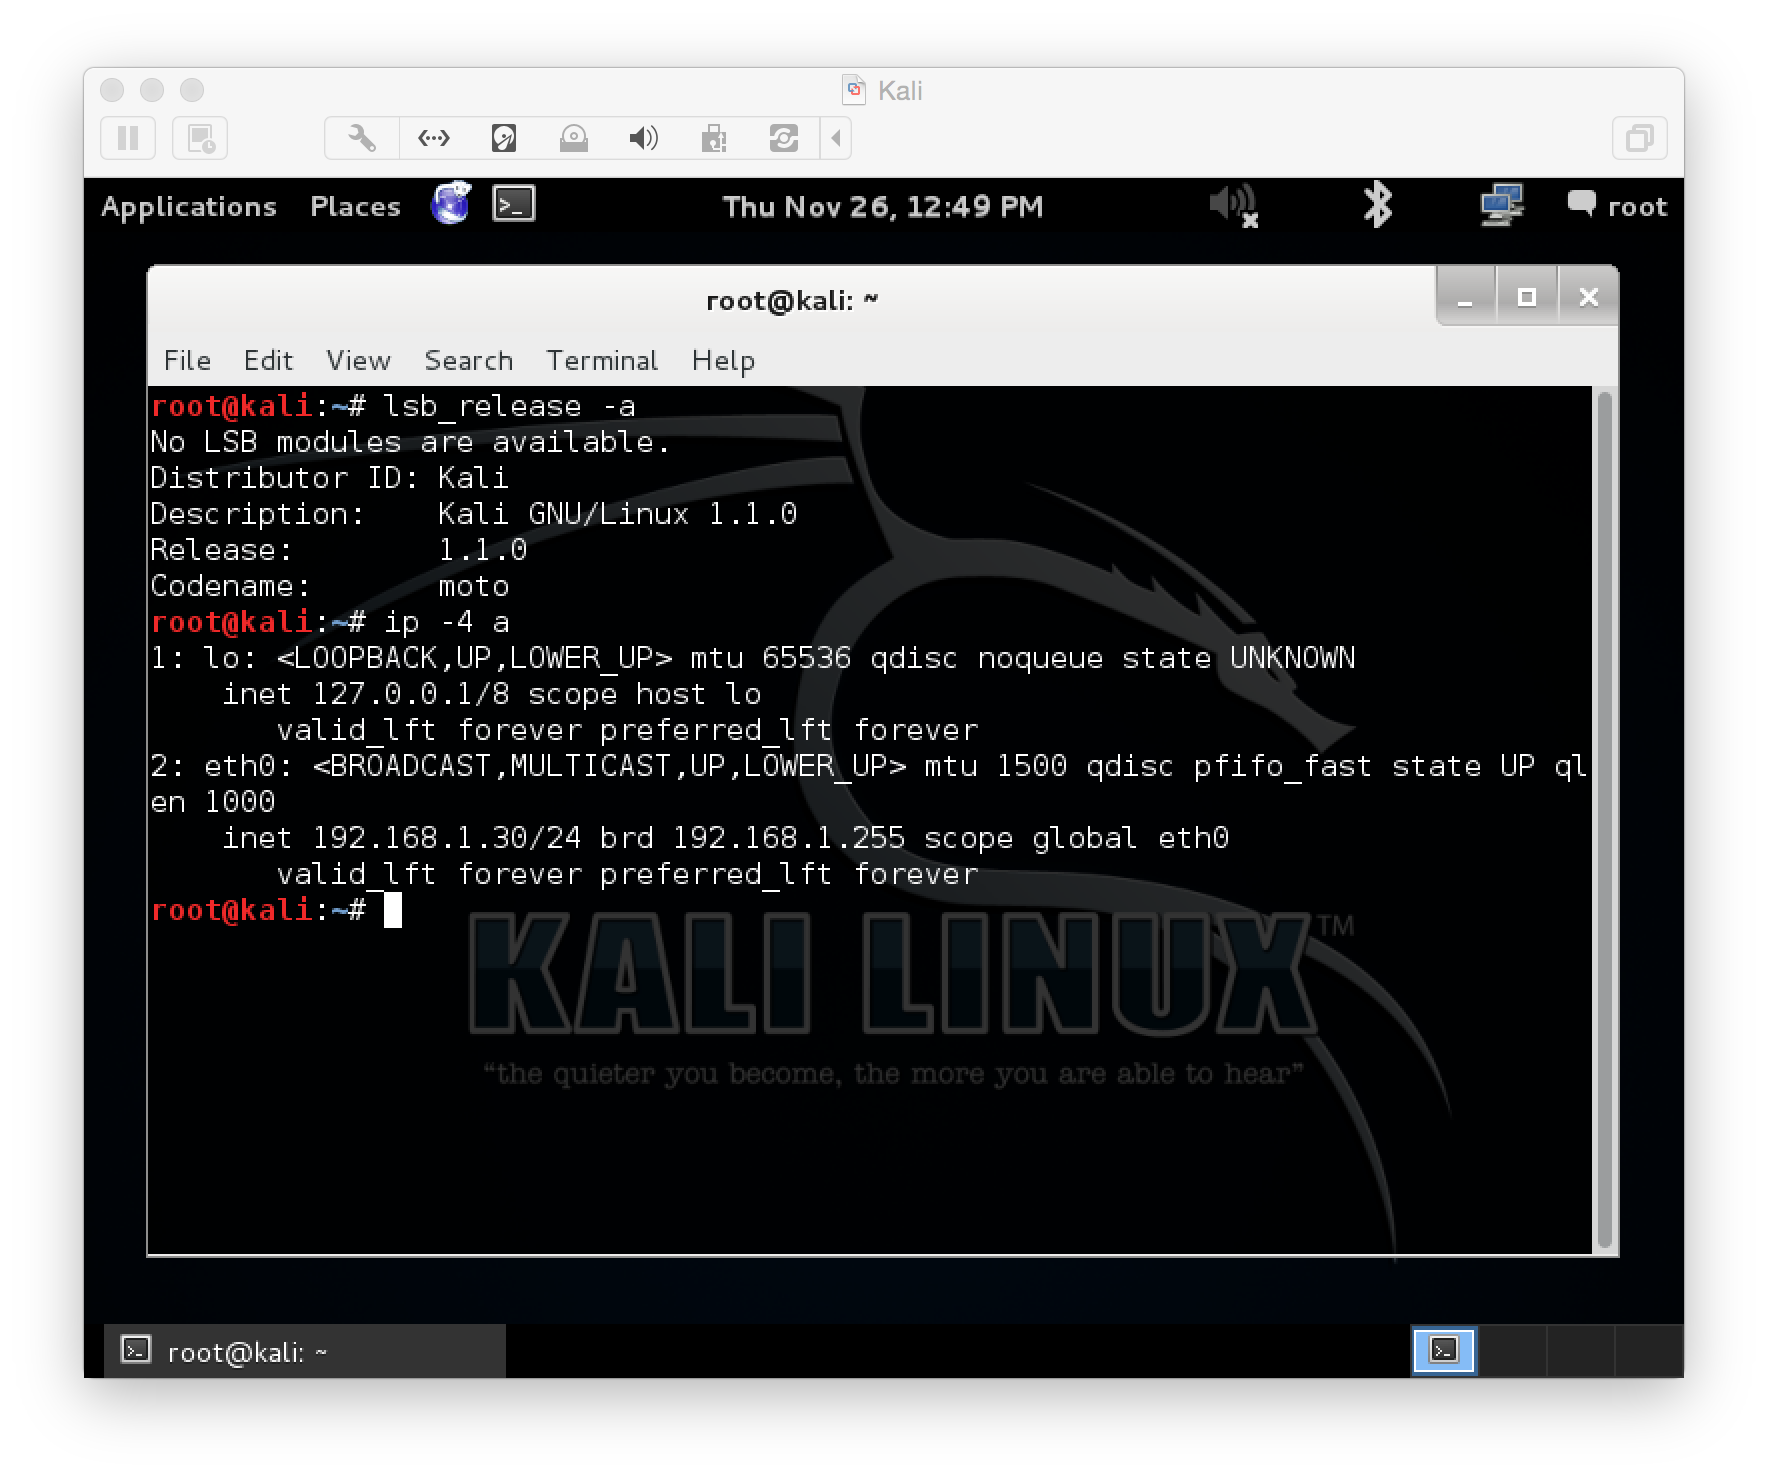 Kali
Applications Places Thu Nov 26, 12:49 PM root
root@kali: ~
File Edit View Search Terminal Help
root@kali:~# lsb_release -a
No LSB modules are available.
Distributor ID: Kali
Description:    Kali GNU/Linux 1.1.0
Release:        1.1.0
Codename:       moto
root@kali:~# ip -4 a
1: lo: <LOOPBACK,UP,LOWER_UP> mtu 65536 qdisc noqueue state UNKNOWN
    inet 127.0.0.1/8 scope host lo
       valid_lft forever preferred_lft forever
2: eth0: <BROADCAST,MULTICAST,UP,LOWER_UP> mtu 1500 qdisc pfifo_fast state UP ql
en 1000
    inet 192.168.1.30/24 brd 192.168.1.255 scope global eth0
       valid_lft forever preferred_lft forever
root@kali:~#
KALI LINUX™
“the quieter you become, the more you are able to hear”
root@kali: ~